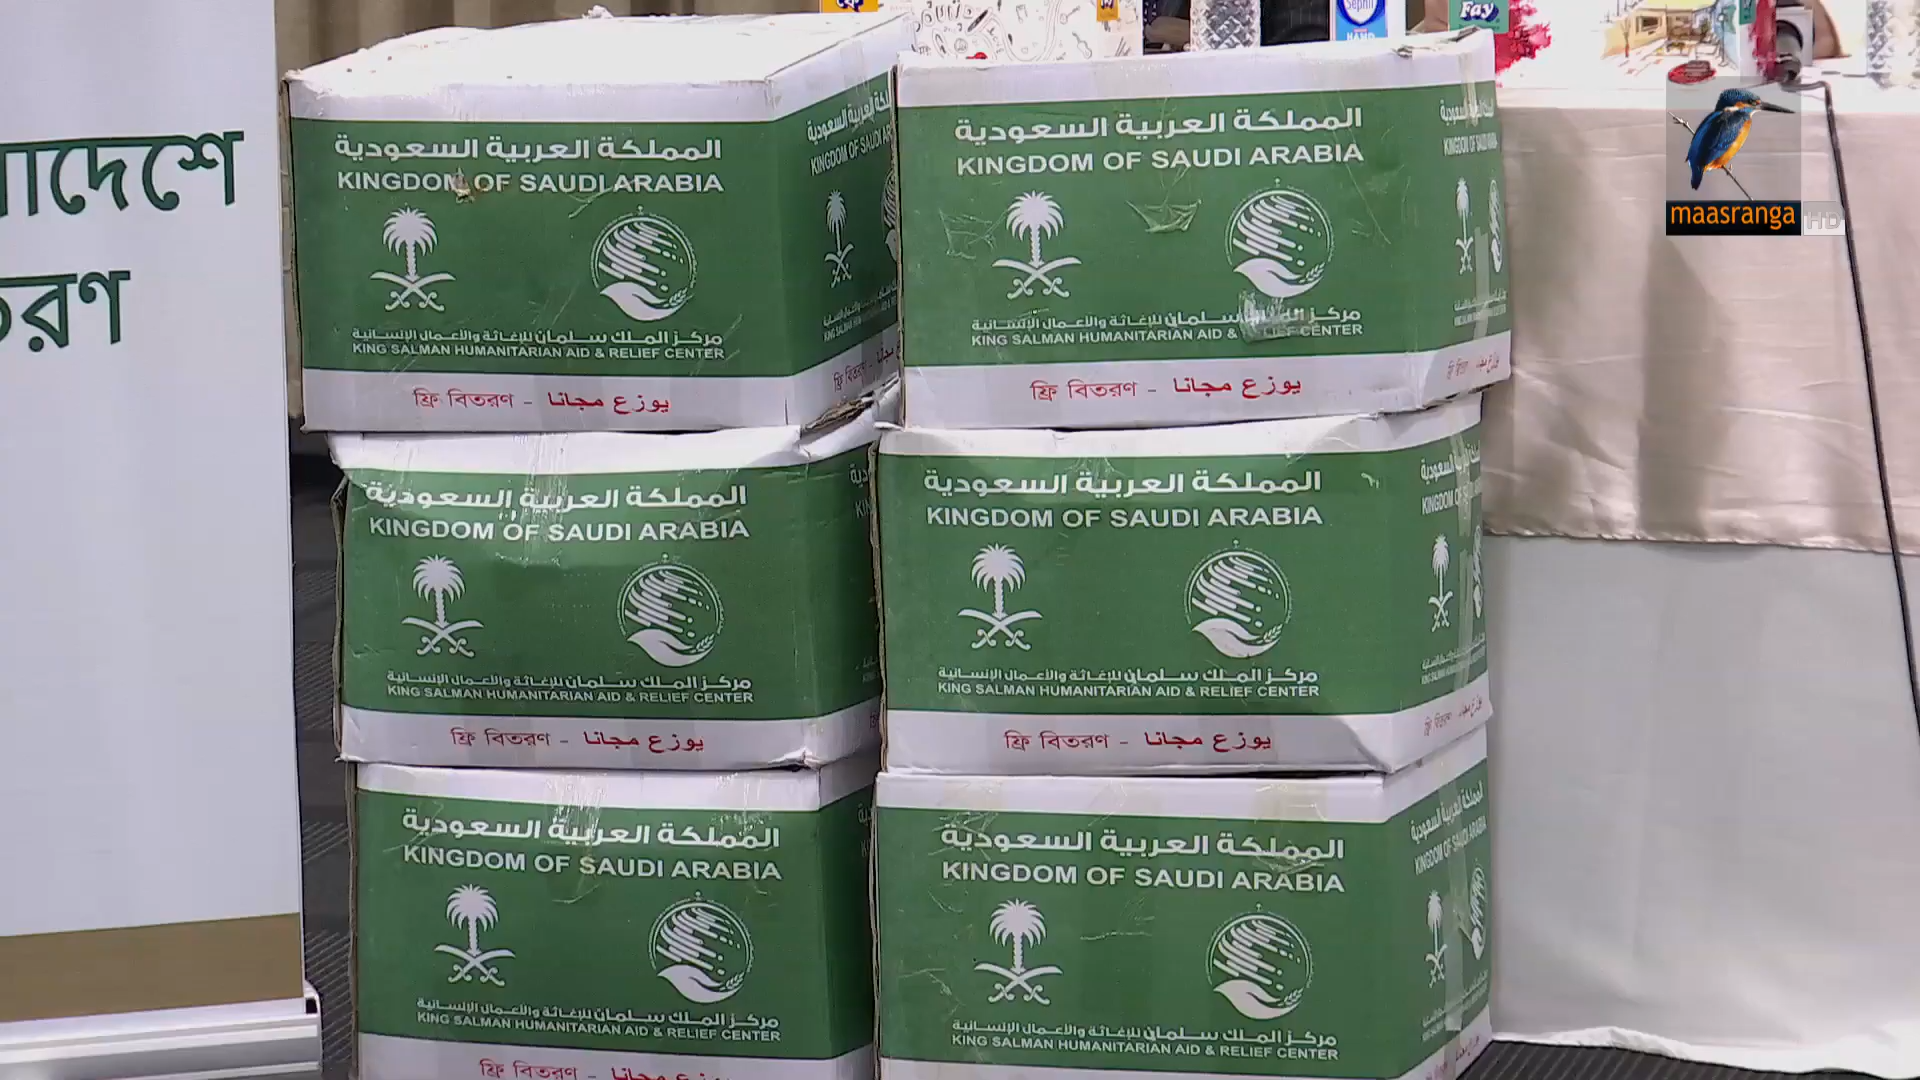 াদেশে
তরণ
المملكة العربية السعودية
KINGDOM OF SAUDI ARABIA
مركز الملك سلمان للإغاثة والأعمال الإنسانية
KING SALMAN HUMANITARIAN AID & RELIEF CENTER
ফ্রি বিতরণ - يوزع مجانا
المملكة العربية السعودية
KINGDOM OF SAUDI ARABIA
مركز الملك سلمان للإغاثة والأعمال الإنسانية
KING SALMAN HUMANITARIAN AID & RELIEF CENTER
ফ্রি বিতরণ - يوزع مجانا
Fay
maasranga HD
المملكة العربية السعودية
KINGDOM OF SAUDI ARABIA
مركز الملك سلمان للإغاثة والأعمال الإنسانية
KING SALMAN HUMANITARIAN AID & RELIEF CENTER
ফ্রি বিতরণ - يوزع مجانا
المملكة العربية السعودية
KINGDOM OF SAUDI ARABIA
مركز الملك سلمان للإغاثة والأعمال الإنسانية
KING SALMAN HUMANITARIAN AID & RELIEF CENTER
ফ্রি বিতরণ - يوزع مجانا
المملكة العربية السعودية
KINGDOM OF SAUDI ARABIA
مركز الملك سلمان للإغاثة والأعمال الإنسانية
KING SALMAN HUMANITARIAN AID & RELIEF CENTER
ফ্রি বিতরণ - يوزع مجانا
المملكة العربية السعودية
KINGDOM OF SAUDI ARABIA
مركز الملك سلمان للإغاثة والأعمال الإنسانية
KING SALMAN HUMANITARIAN AID & RELIEF CENTER